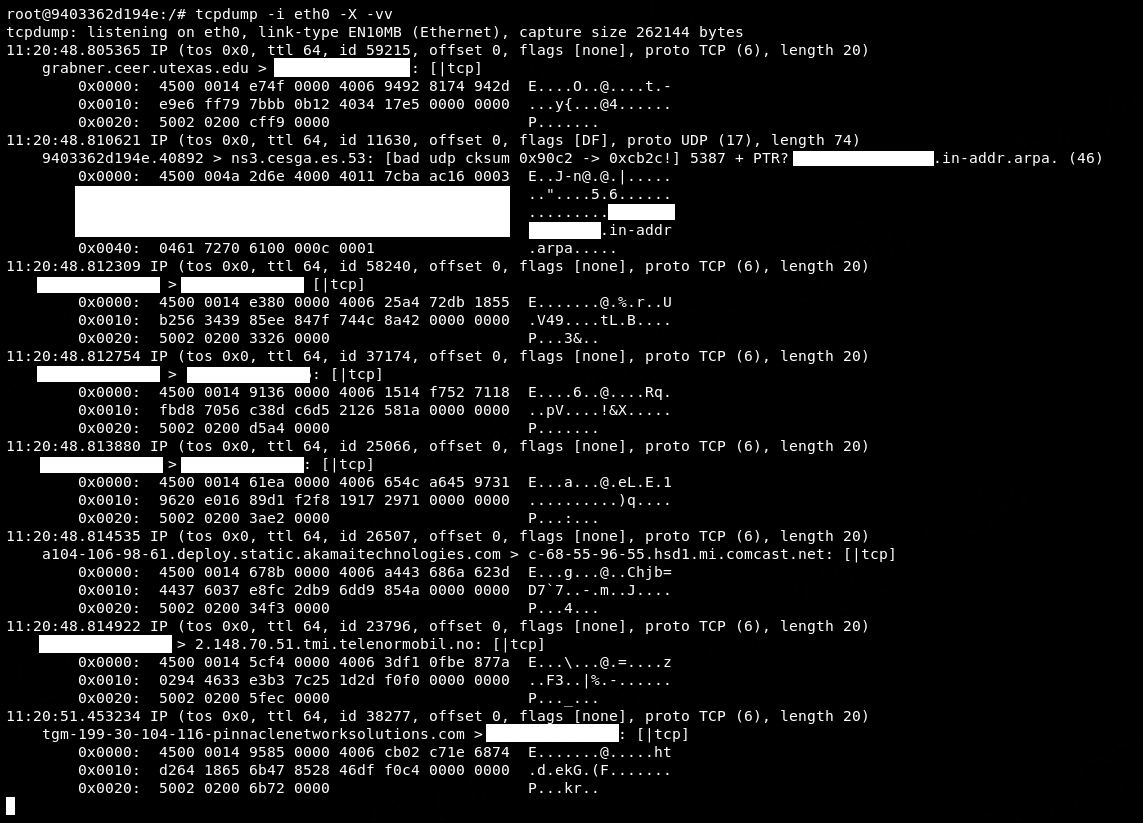 root@9403362d194e:/# tcpdump -i eth0 -X -vv
tcpdump: listening on eth0, link-type EN10MB (Ethernet), capture size 262144 bytes
11:20:48.805365 IP (tos 0x0, ttl 64, id 59215, offset 0, flags [none], proto TCP (6), length 20)
grabner.ceer.utexas.edu > : [|tcp]
0x0000: 4500 0014 e74f 0000 4006 9492 8174 942d E....O..@....t.-
0x0010: e9e6 ff79 7bbb 0b12 4034 17e5 0000 0000 ...y{...@4......
0x0020: 5002 0200 cff9 0000 P.......
11:20:48.810621 IP (tos 0x0, ttl 64, id 11630, offset 0, flags [DF], proto UDP (17), length 74)
9403362d194e.40892 > ns3.cesga.es.53: [bad udp cksum 0x90c2 -> 0xcb2c!] 5387 + PTR? .in-addr.arpa. (46)
0x0000: 4500 004a 2d6e 4000 4011 7cba ac16 0003 E..J-n@.@.|.....
.."....5.6......
.........
.in-addr
0x0040: 0461 7270 6100 000c 0001 .arpa.....
11:20:48.812309 IP (tos 0x0, ttl 64, id 58240, offset 0, flags [none], proto TCP (6), length 20)
> [|tcp]
0x0000: 4500 0014 e380 0000 4006 25a4 72db 1855 E.......@.%.r..U
0x0010: b256 3439 85ee 847f 744c 8a42 0000 0000 .V49....tL.B....
0x0020: 5002 0200 3326 0000 P...3&..
11:20:48.812754 IP (tos 0x0, ttl 64, id 37174, offset 0, flags [none], proto TCP (6), length 20)
> : [|tcp]
0x0000: 4500 0014 9136 0000 4006 1514 f752 7118 E....6..@....Rq.
0x0010: fbd8 7056 c38d c6d5 2126 581a 0000 0000 ..pV....!&X.....
0x0020: 5002 0200 d5a4 0000 P.......
11:20:48.813880 IP (tos 0x0, ttl 64, id 25066, offset 0, flags [none], proto TCP (6), length 20)
> : [|tcp]
0x0000: 4500 0014 61ea 0000 4006 654c a645 9731 E...a...@.eL.E.1
0x0010: 9620 e016 89d1 f2f8 1917 2971 0000 0000 ..........)q....
0x0020: 5002 0200 3ae2 0000 P...:...
11:20:48.814535 IP (tos 0x0, ttl 64, id 26507, offset 0, flags [none], proto TCP (6), length 20)
a104-106-98-61.deploy.static.akamaitechnologies.com > c-68-55-96-55.hsd1.mi.comcast.net: [|tcp]
0x0000: 4500 0014 678b 0000 4006 a443 686a 623d E...g...@..Chjb=
0x0010: 4437 6037 e8fc 2db9 6dd9 854a 0000 0000 D7`7..-.m..J....
0x0020: 5002 0200 34f3 0000 P...4...
11:20:48.814922 IP (tos 0x0, ttl 64, id 23796, offset 0, flags [none], proto TCP (6), length 20)
> 2.148.70.51.tmi.telenormobil.no: [|tcp]
0x0000: 4500 0014 5cf4 0000 4006 3df1 0fbe 877a E...\...@.=....z
0x0010: 0294 4633 e3b3 7c25 1d2d f0f0 0000 0000 ..F3..|%.-......
0x0020: 5002 0200 5fec 0000 P..._...
11:20:51.453234 IP (tos 0x0, ttl 64, id 38277, offset 0, flags [none], proto TCP (6), length 20)
tgm-199-30-104-116-pinnaclenetworksolutions.com > : [|tcp]
0x0000: 4500 0014 9585 0000 4006 cb02 c71e 6874 E.......@.....ht
0x0010: d264 1865 6b47 8528 46df f0c4 0000 0000 .d.ekG.(F.......
0x0020: 5002 0200 6b72 0000 P...kr..